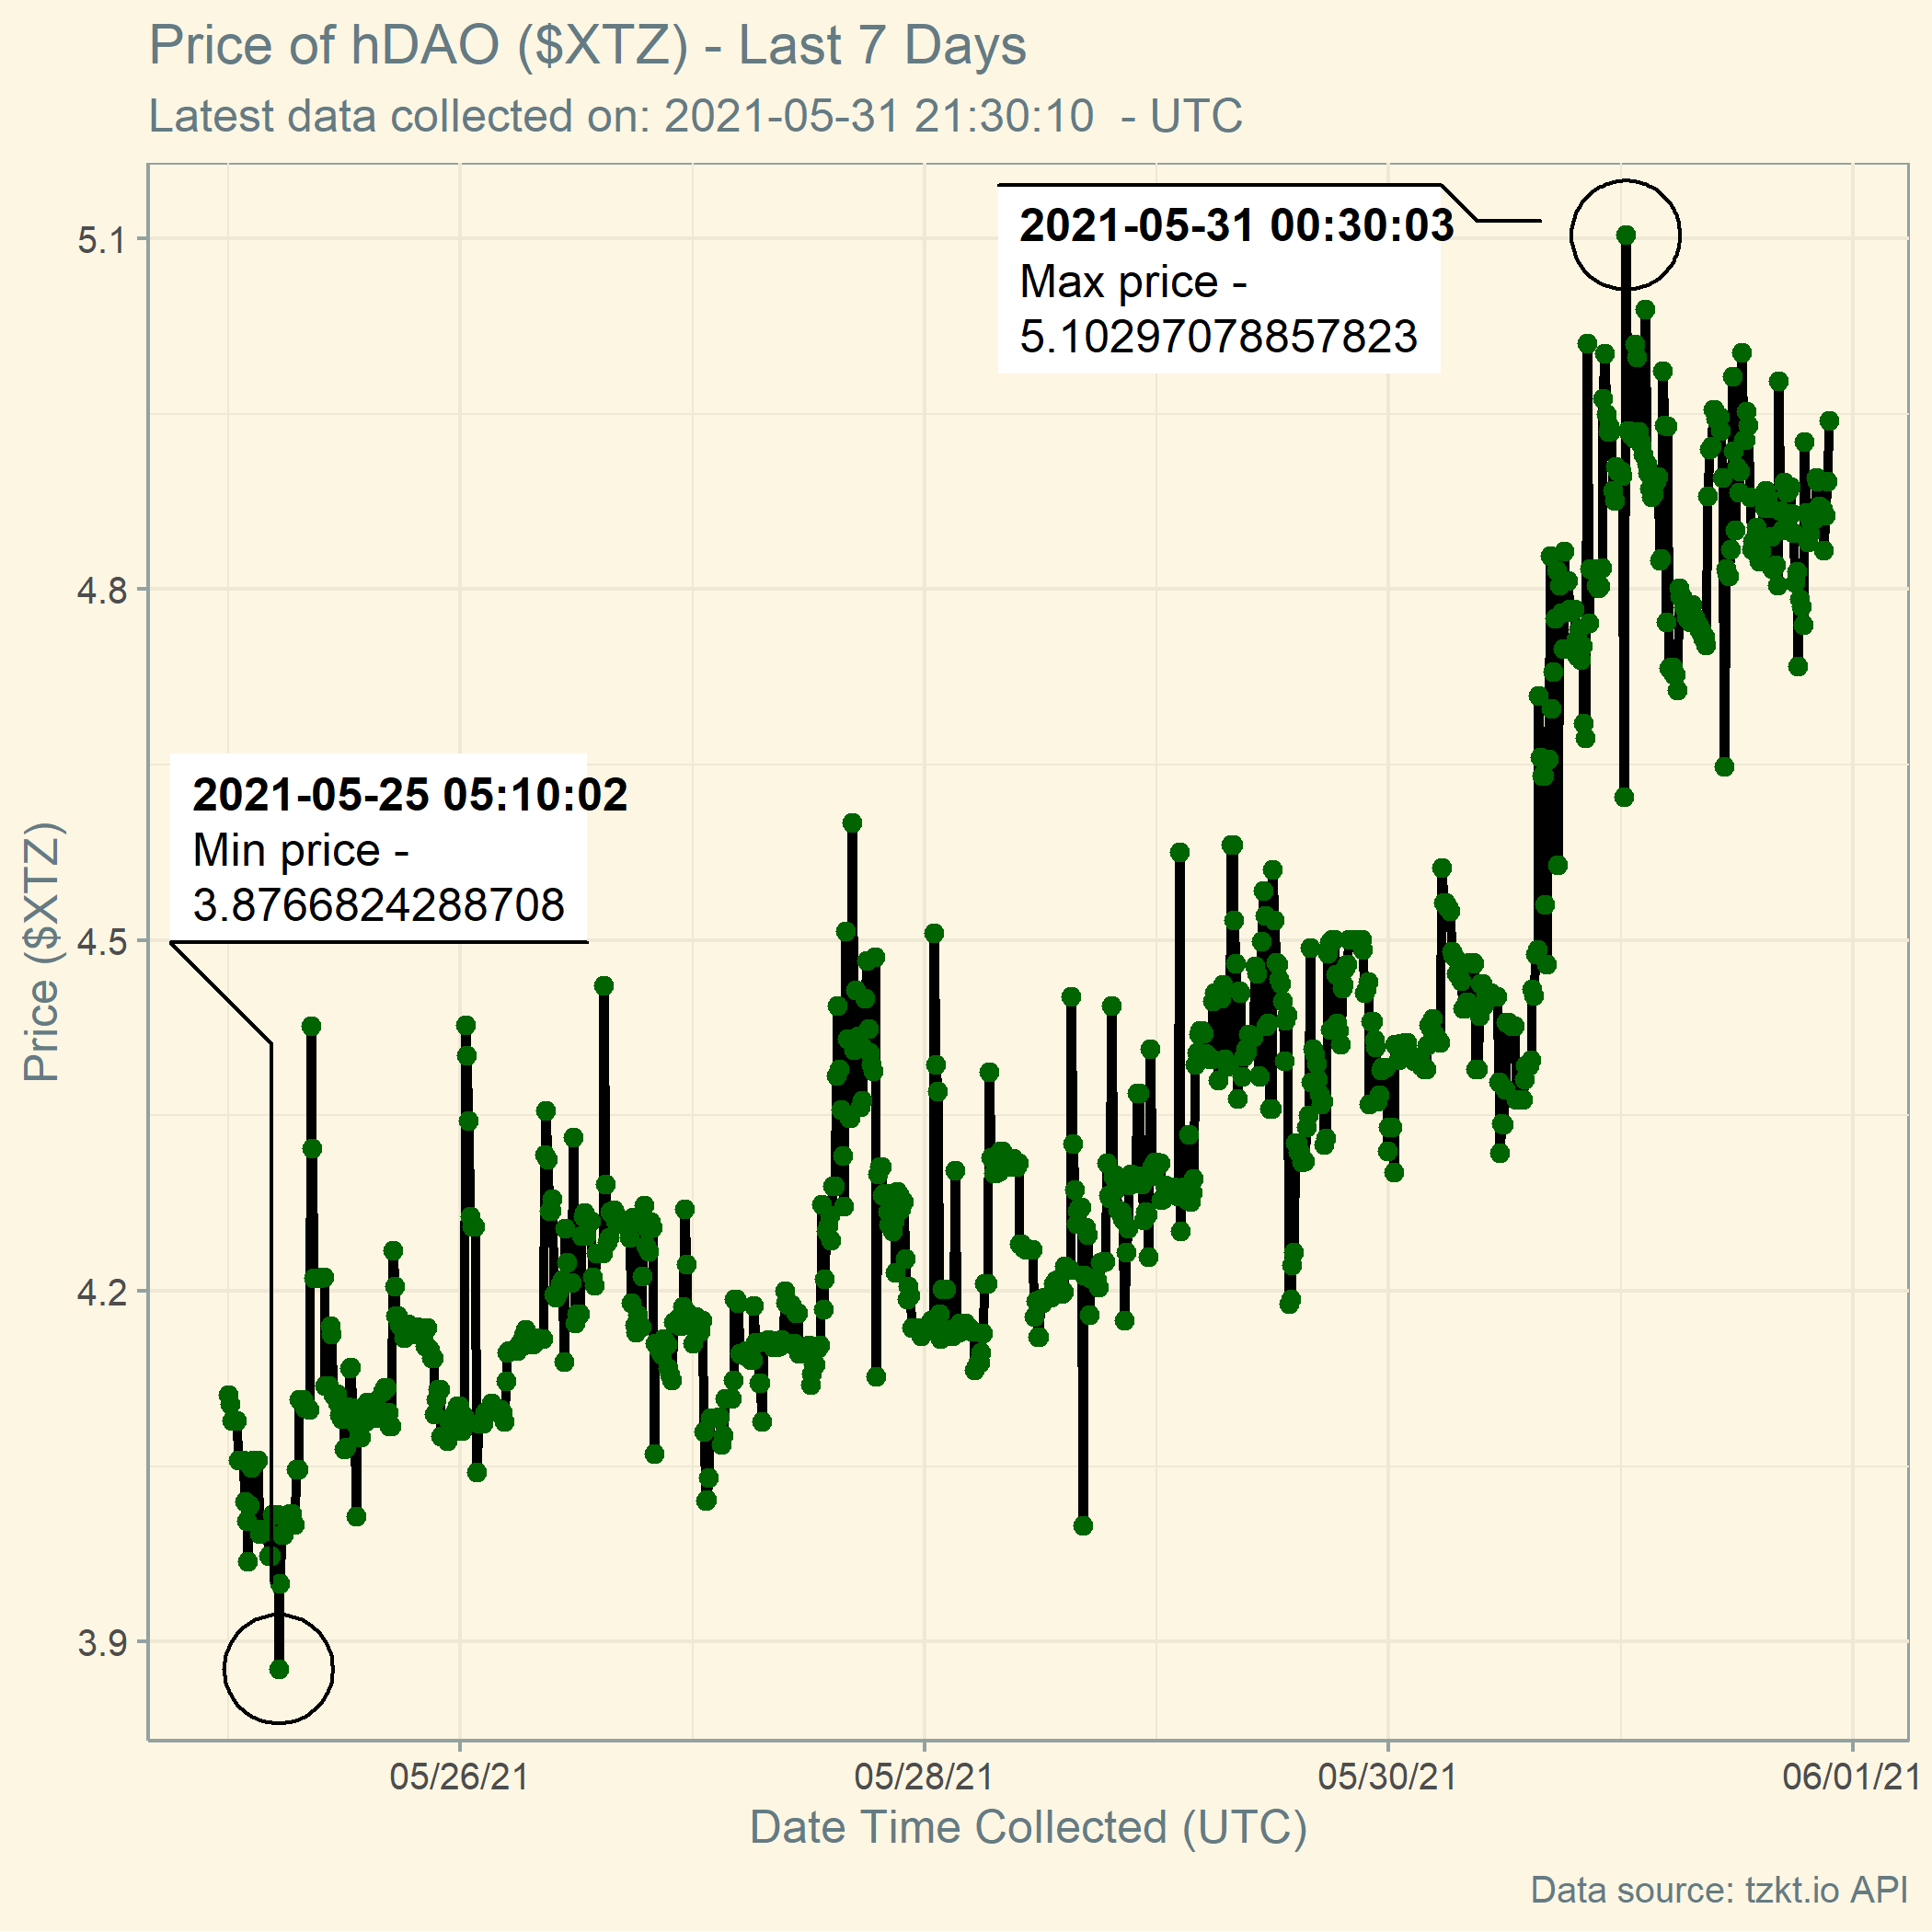 Price of hDAO ($XTZ) - Last 7 Days
Latest data collected on: 2021-05-31 21:30:10  - UTC
2021-05-31 00:30:03
Max price -
5.10297078857823
2021-05-25 05:10:02
Min price -
3.8766824288708
Price ($XTZ)
5.1
4.8
4.5
4.2
3.9
05/26/21
05/28/21
05/30/21
06/01/21
Date Time Collected (UTC)
Data source: tzkt.io API